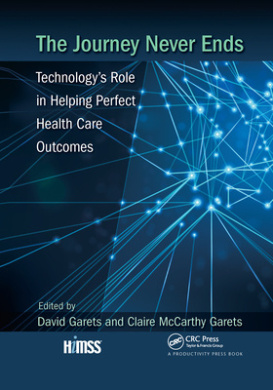 The Journey Never Ends
Technology's Role
in Helping Perfect
Health Care
Outcomes
Edited by
David Garets and Claire McCarthy Garets
HIMSS
CRC Press
Taylor & Francis Group
A PRODUCTIVITY PRESS BOOK